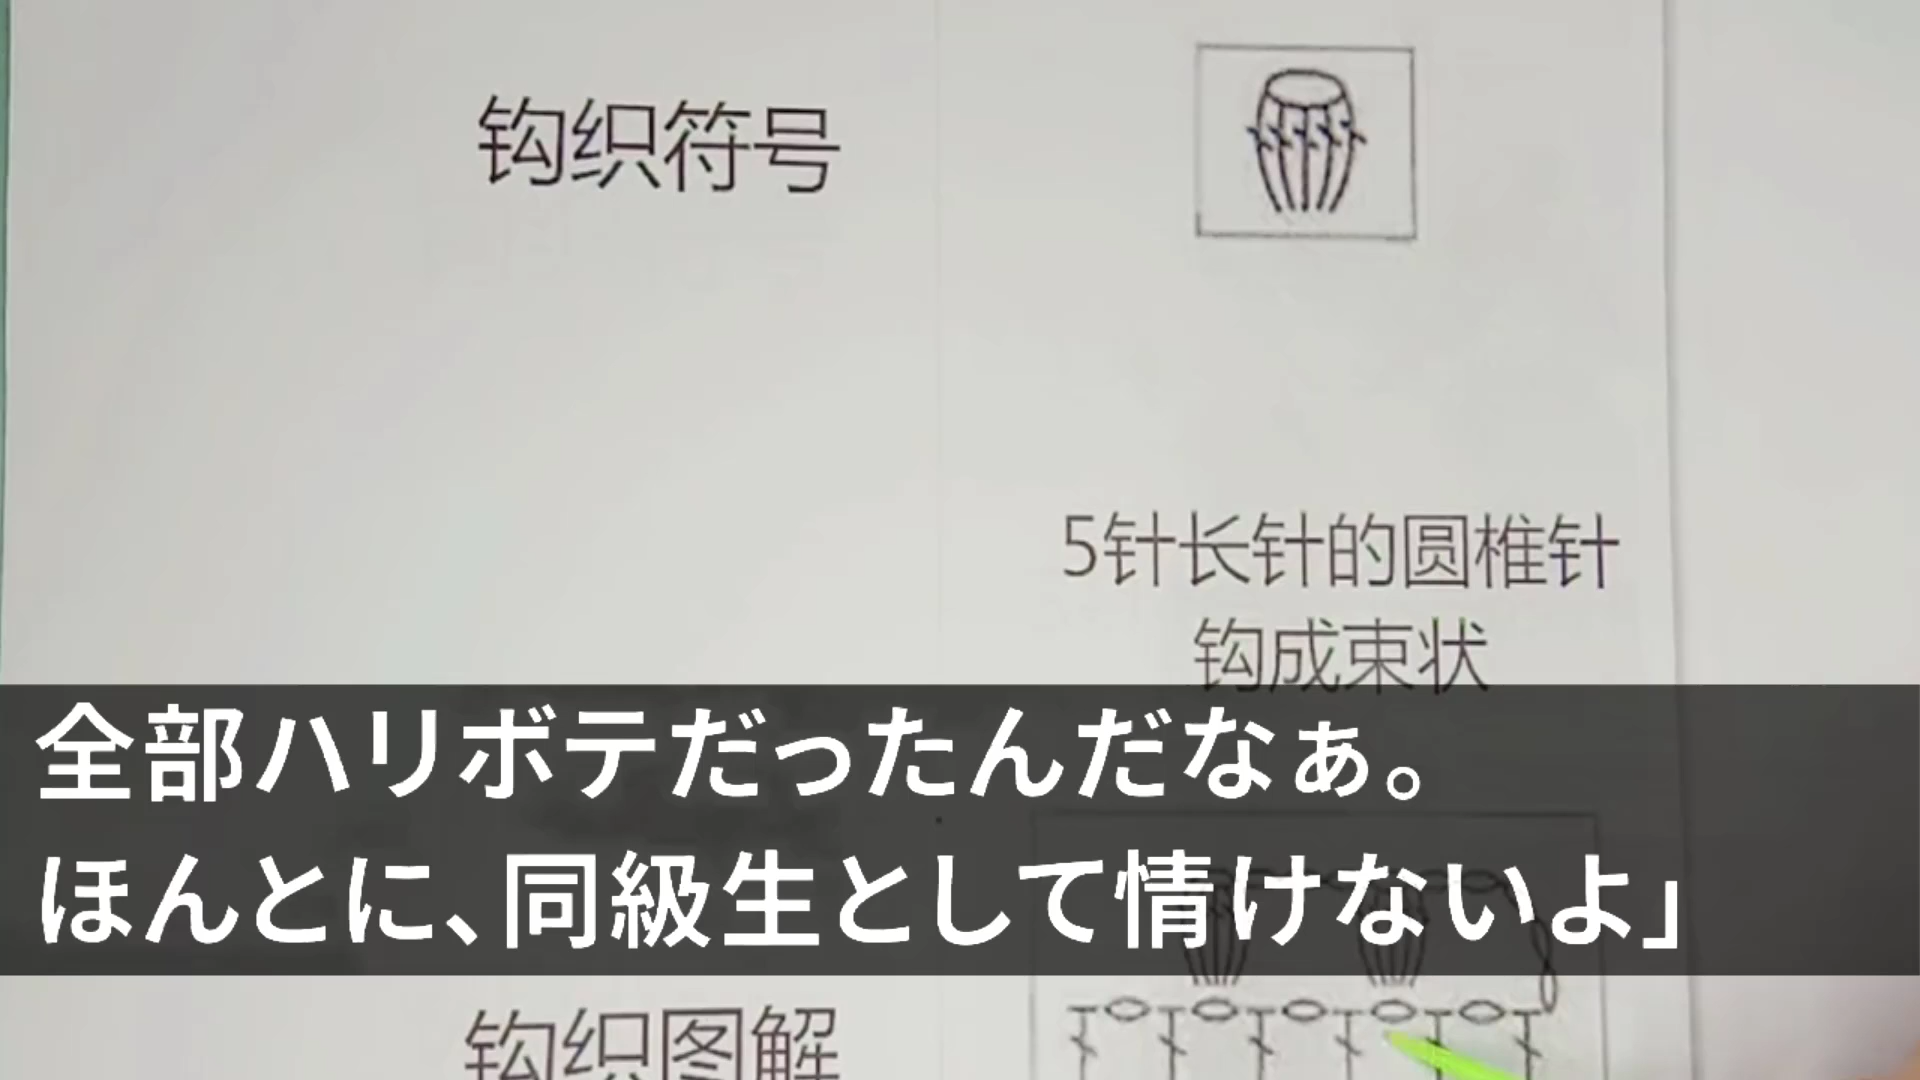 钩织符号
5针长针的圆椎针
钩成束状
全部ハリボテだったんだなぁ。
ほんとに、同級生として情けないよ」
钩织图解